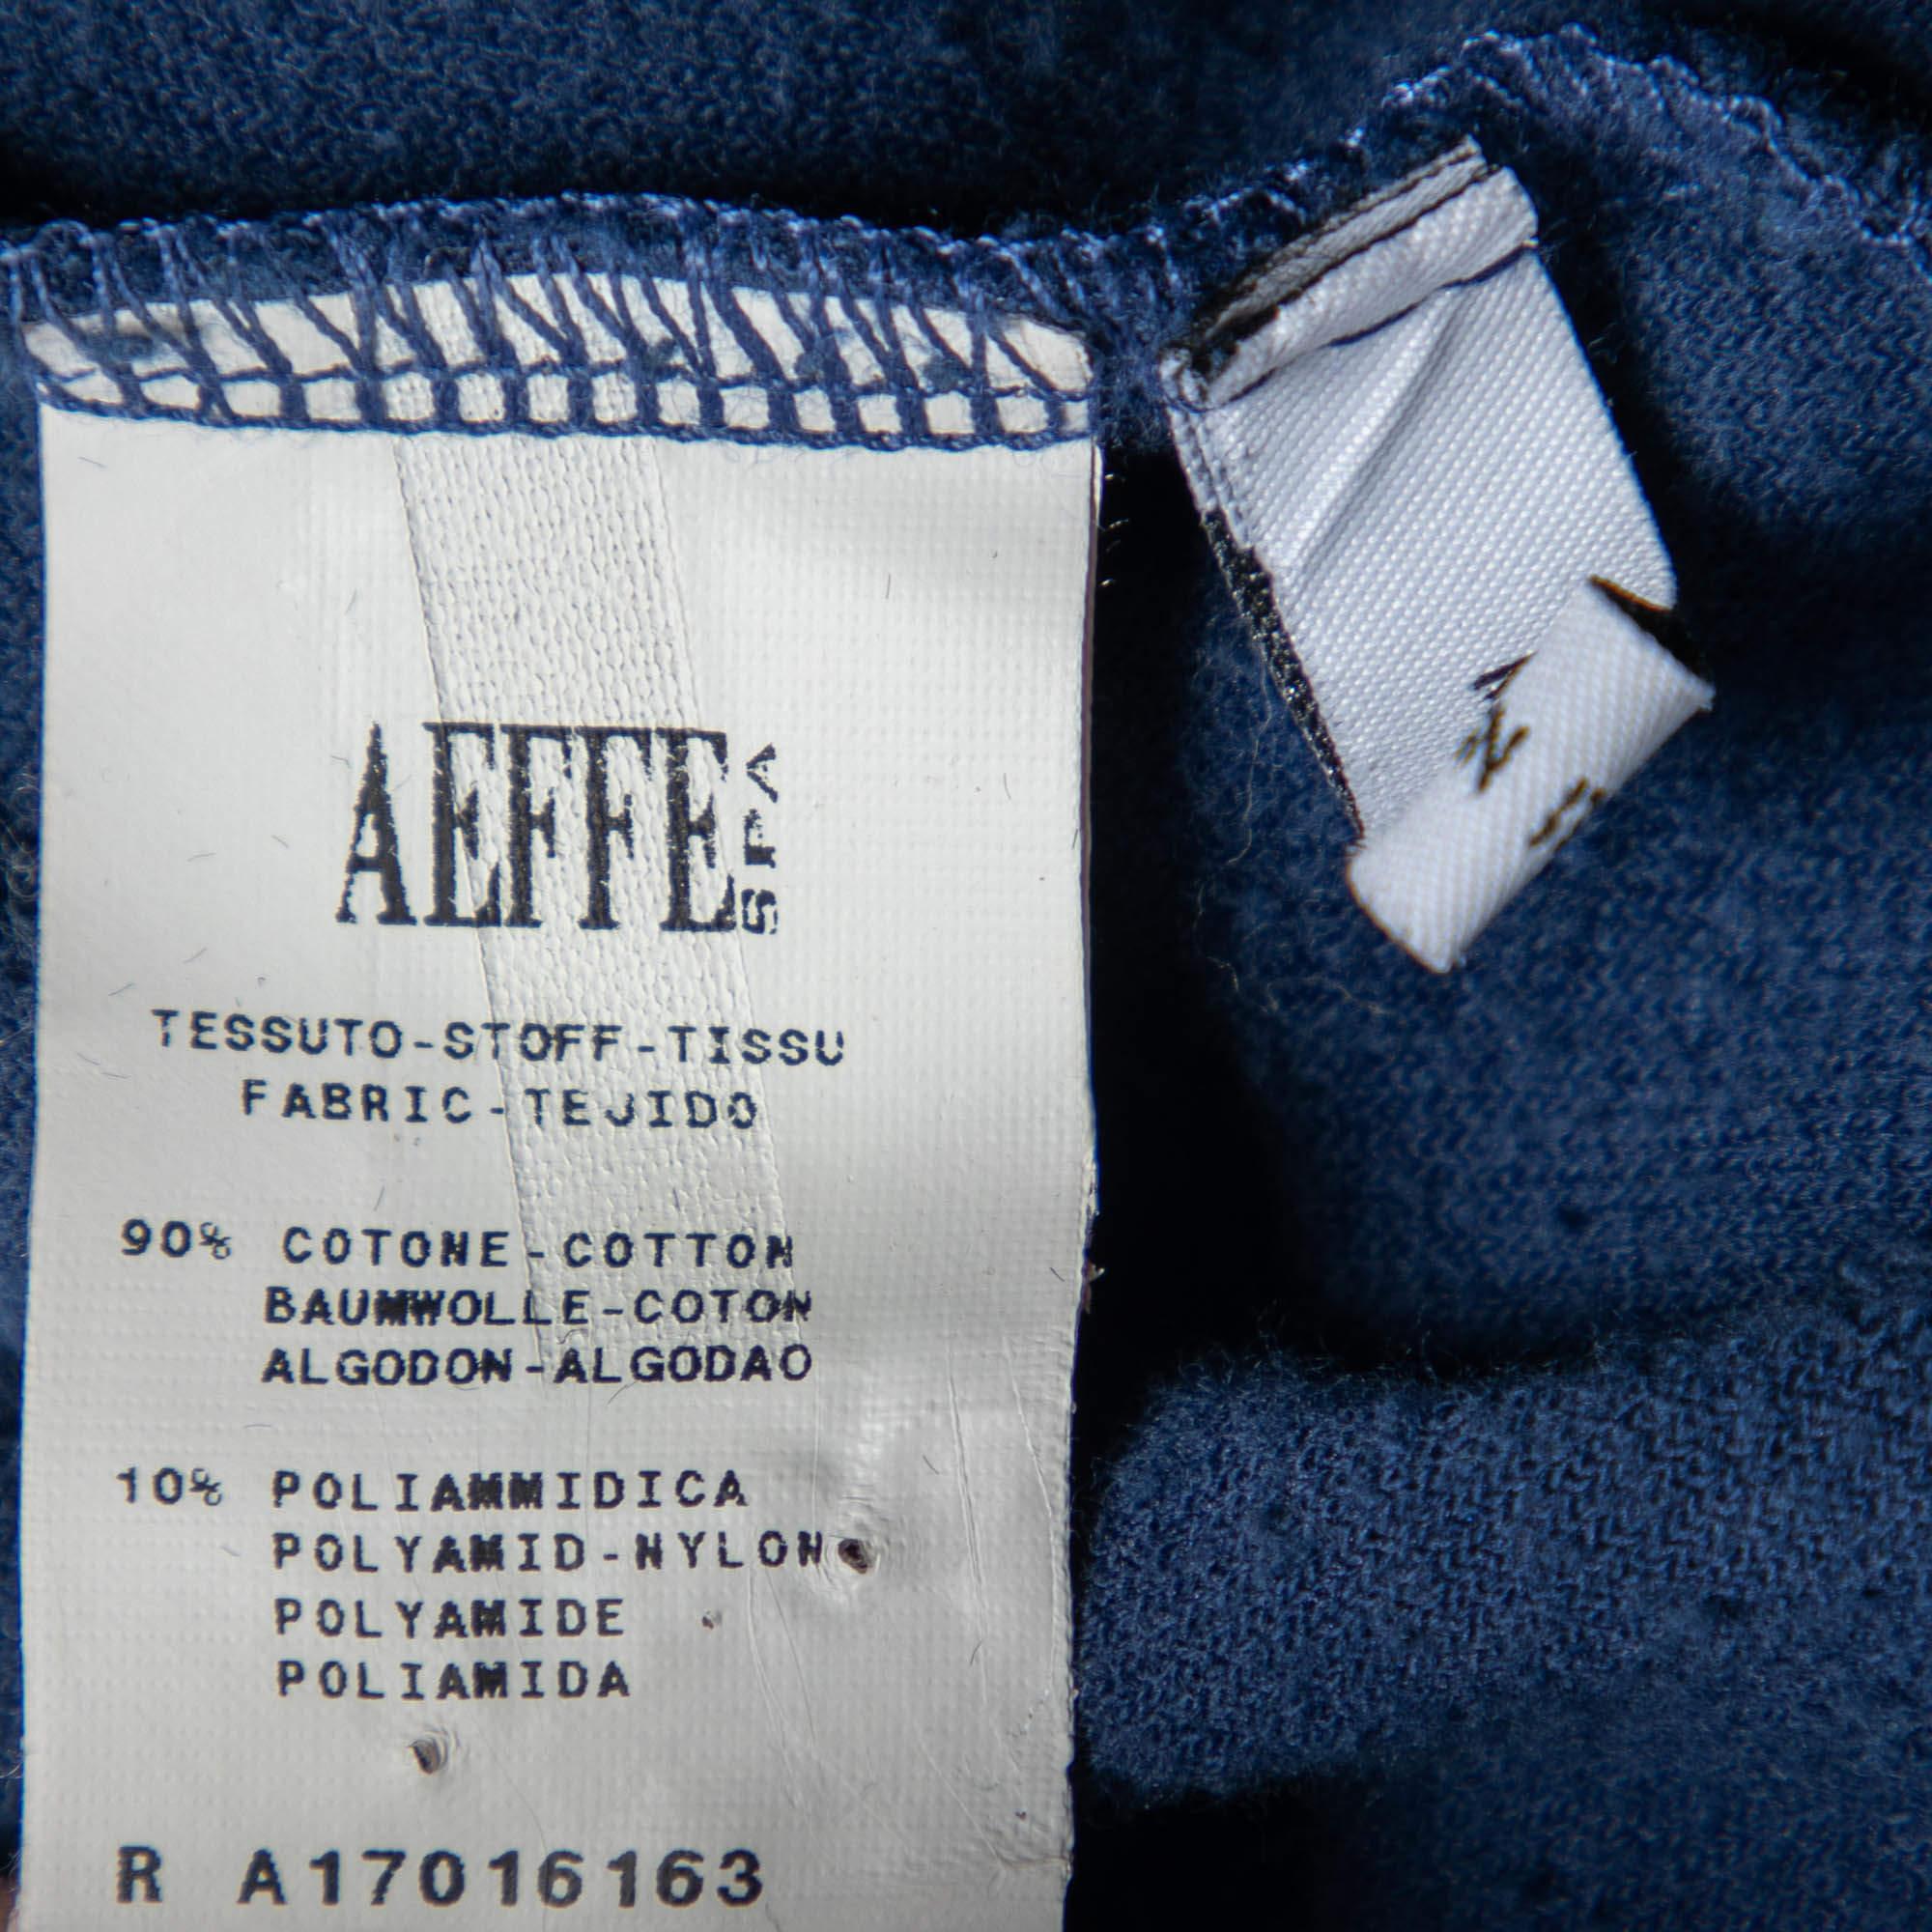 AEFFE SPA
TESSUTO-STOFF-TISSU
FABRIC-TEJIDO
90% COTONE-COTTON
BAUMWOLLE-COTON
ALGODON-ALGODAO
10% POLIAMMIDICA
POLYAMID-NYLON
POLYAMIDE
POLIAMIDA
R A17016163